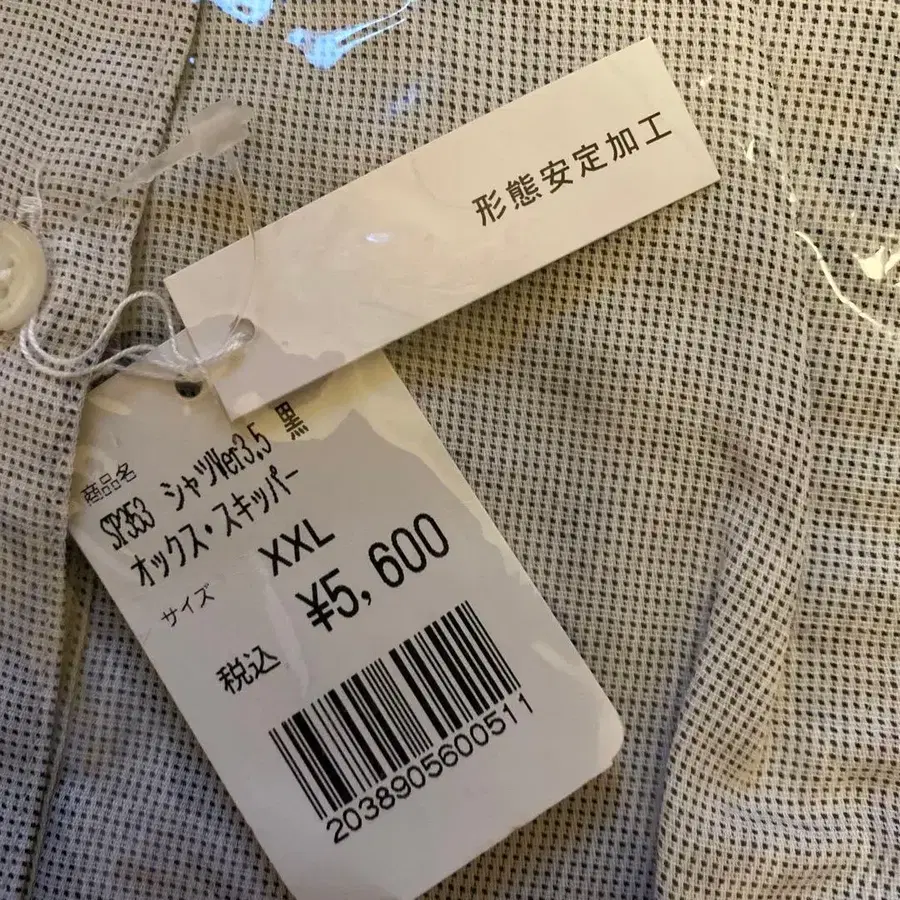 形態安定加工
商品名
SP353 シャツVer3.5 黒
オックス・スキッパー
サイズ XXL
¥5,600
税込
2038905600511